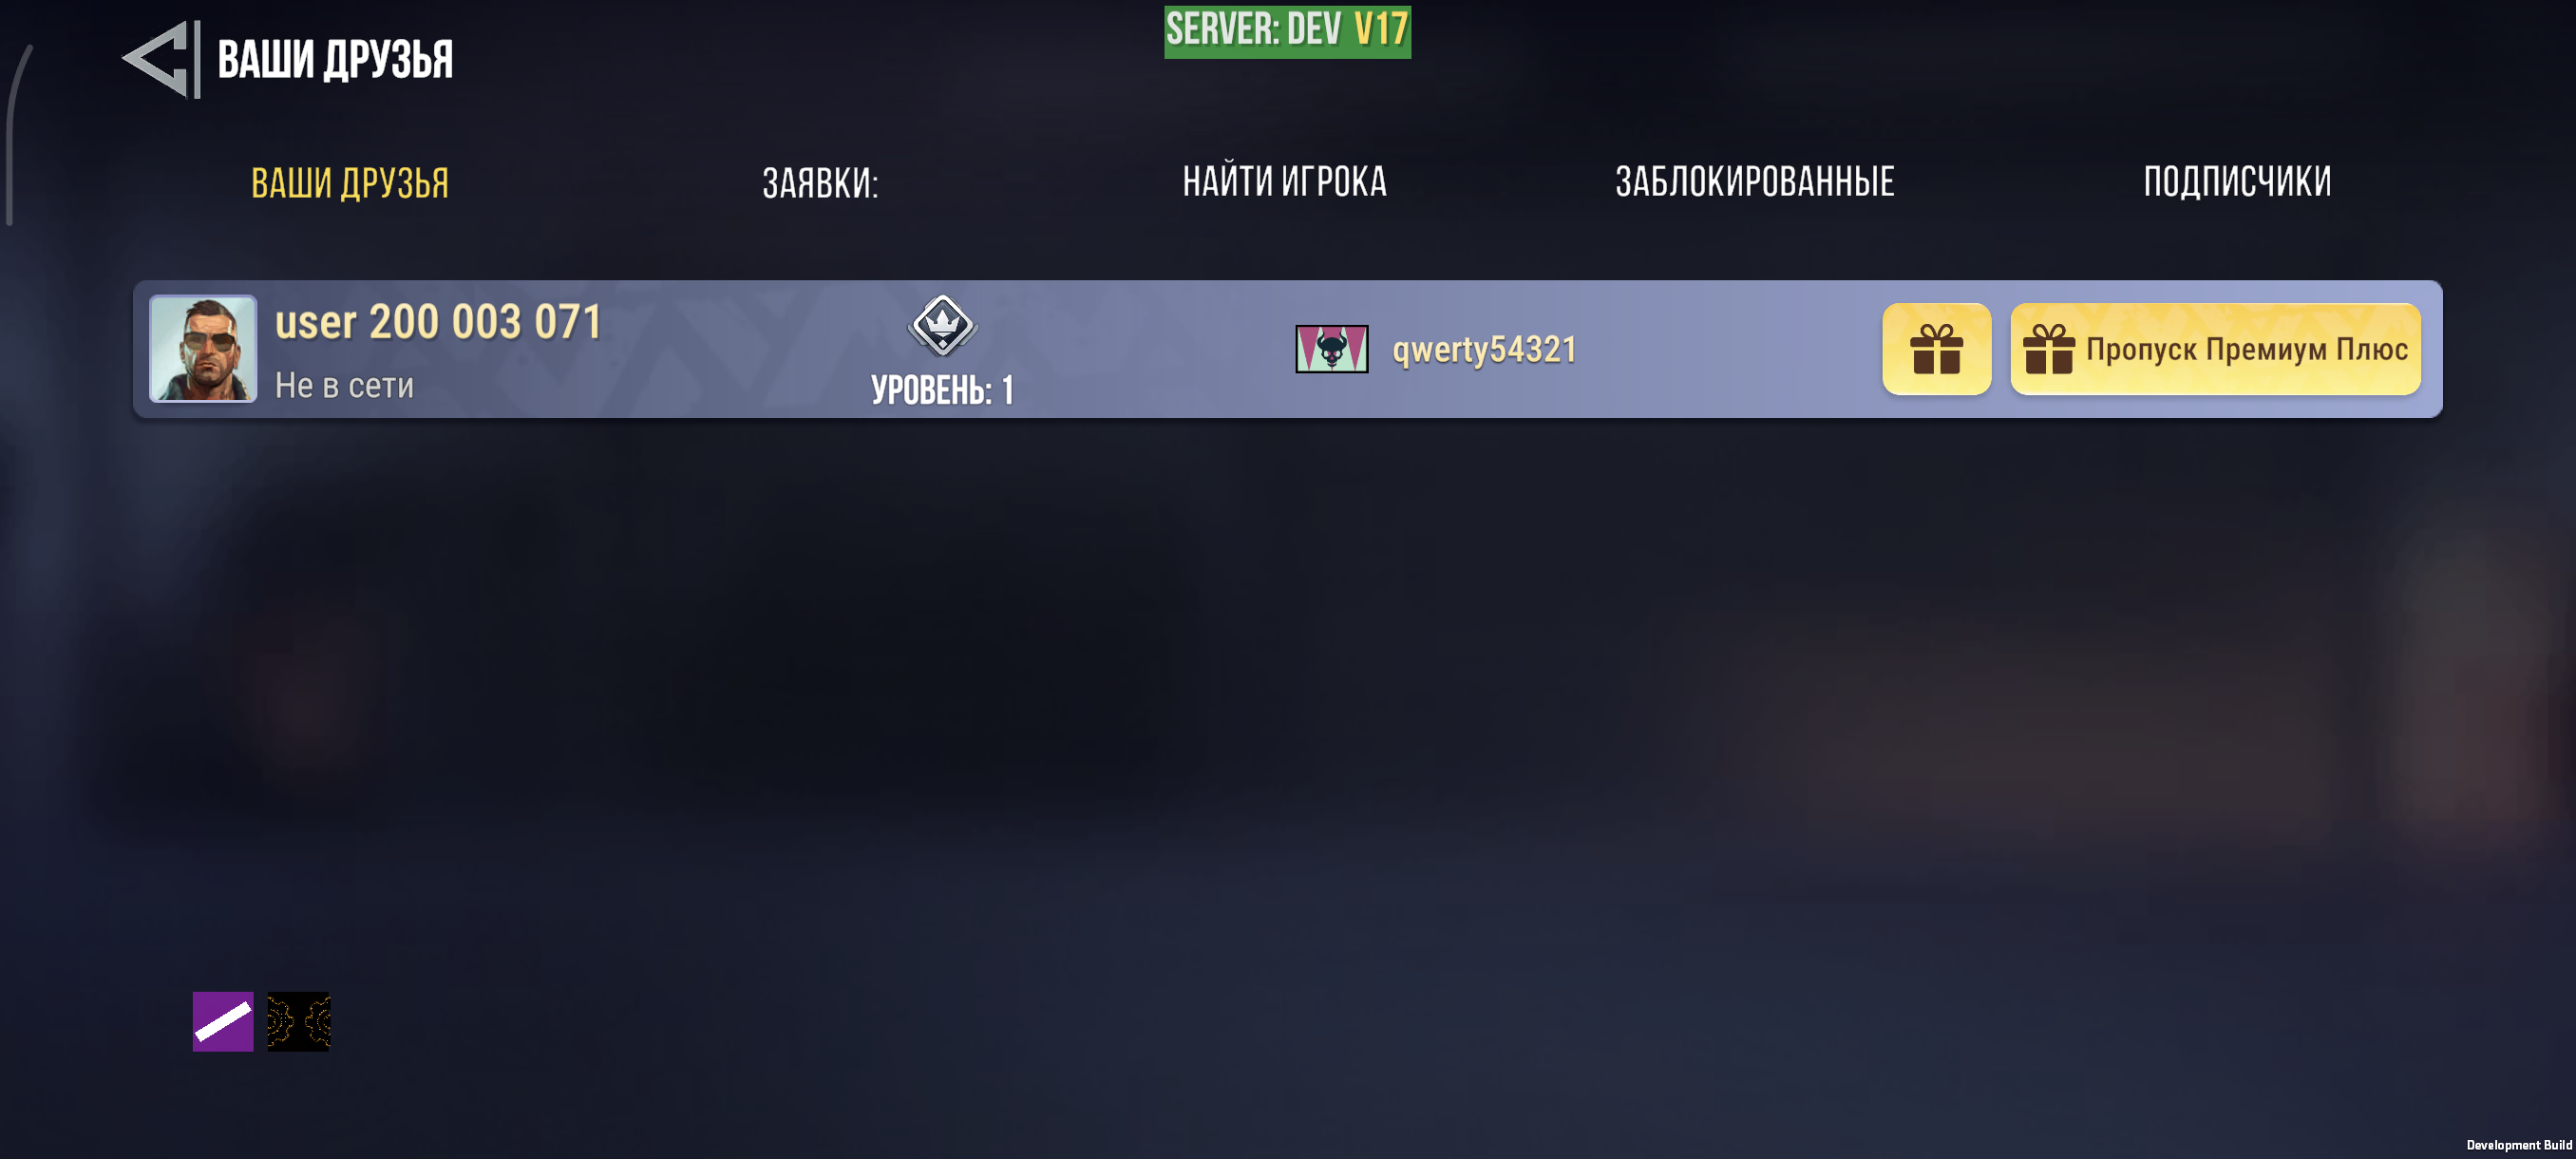 SERVER: DEV V17
ВАШИ ДРУЗЬЯ
ВАШИ ДРУЗЬЯ
ЗАЯВКИ:
НАЙТИ ИГРОКА
ЗАБЛОКИРОВАННЫЕ
ПОДПИСЧИКИ
user 200 003 071
Не в сети
УРОВЕНЬ: 1
qwerty54321
Пропуск Премиум Плюс
Development Build